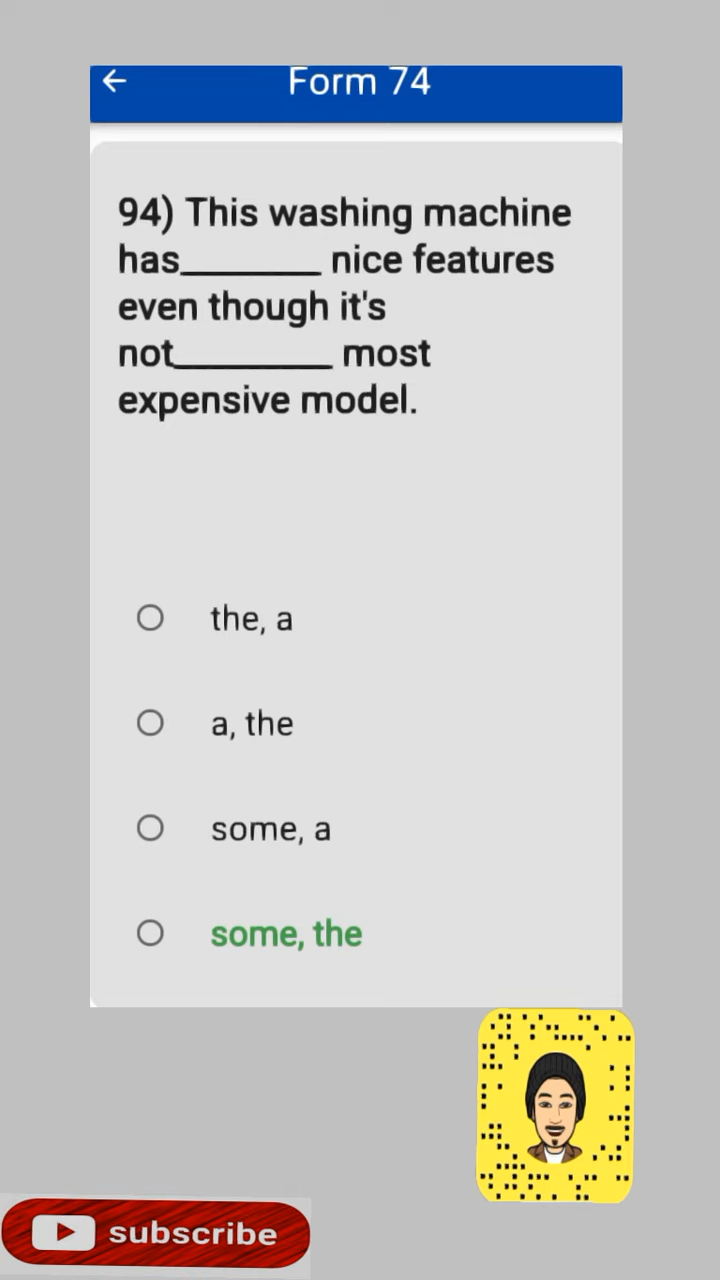 Form 74
94) This washing machine
has________ nice features
even though it's
not_________ most
expensive model.
the, a
a, the
some, a
some, the
subscribe